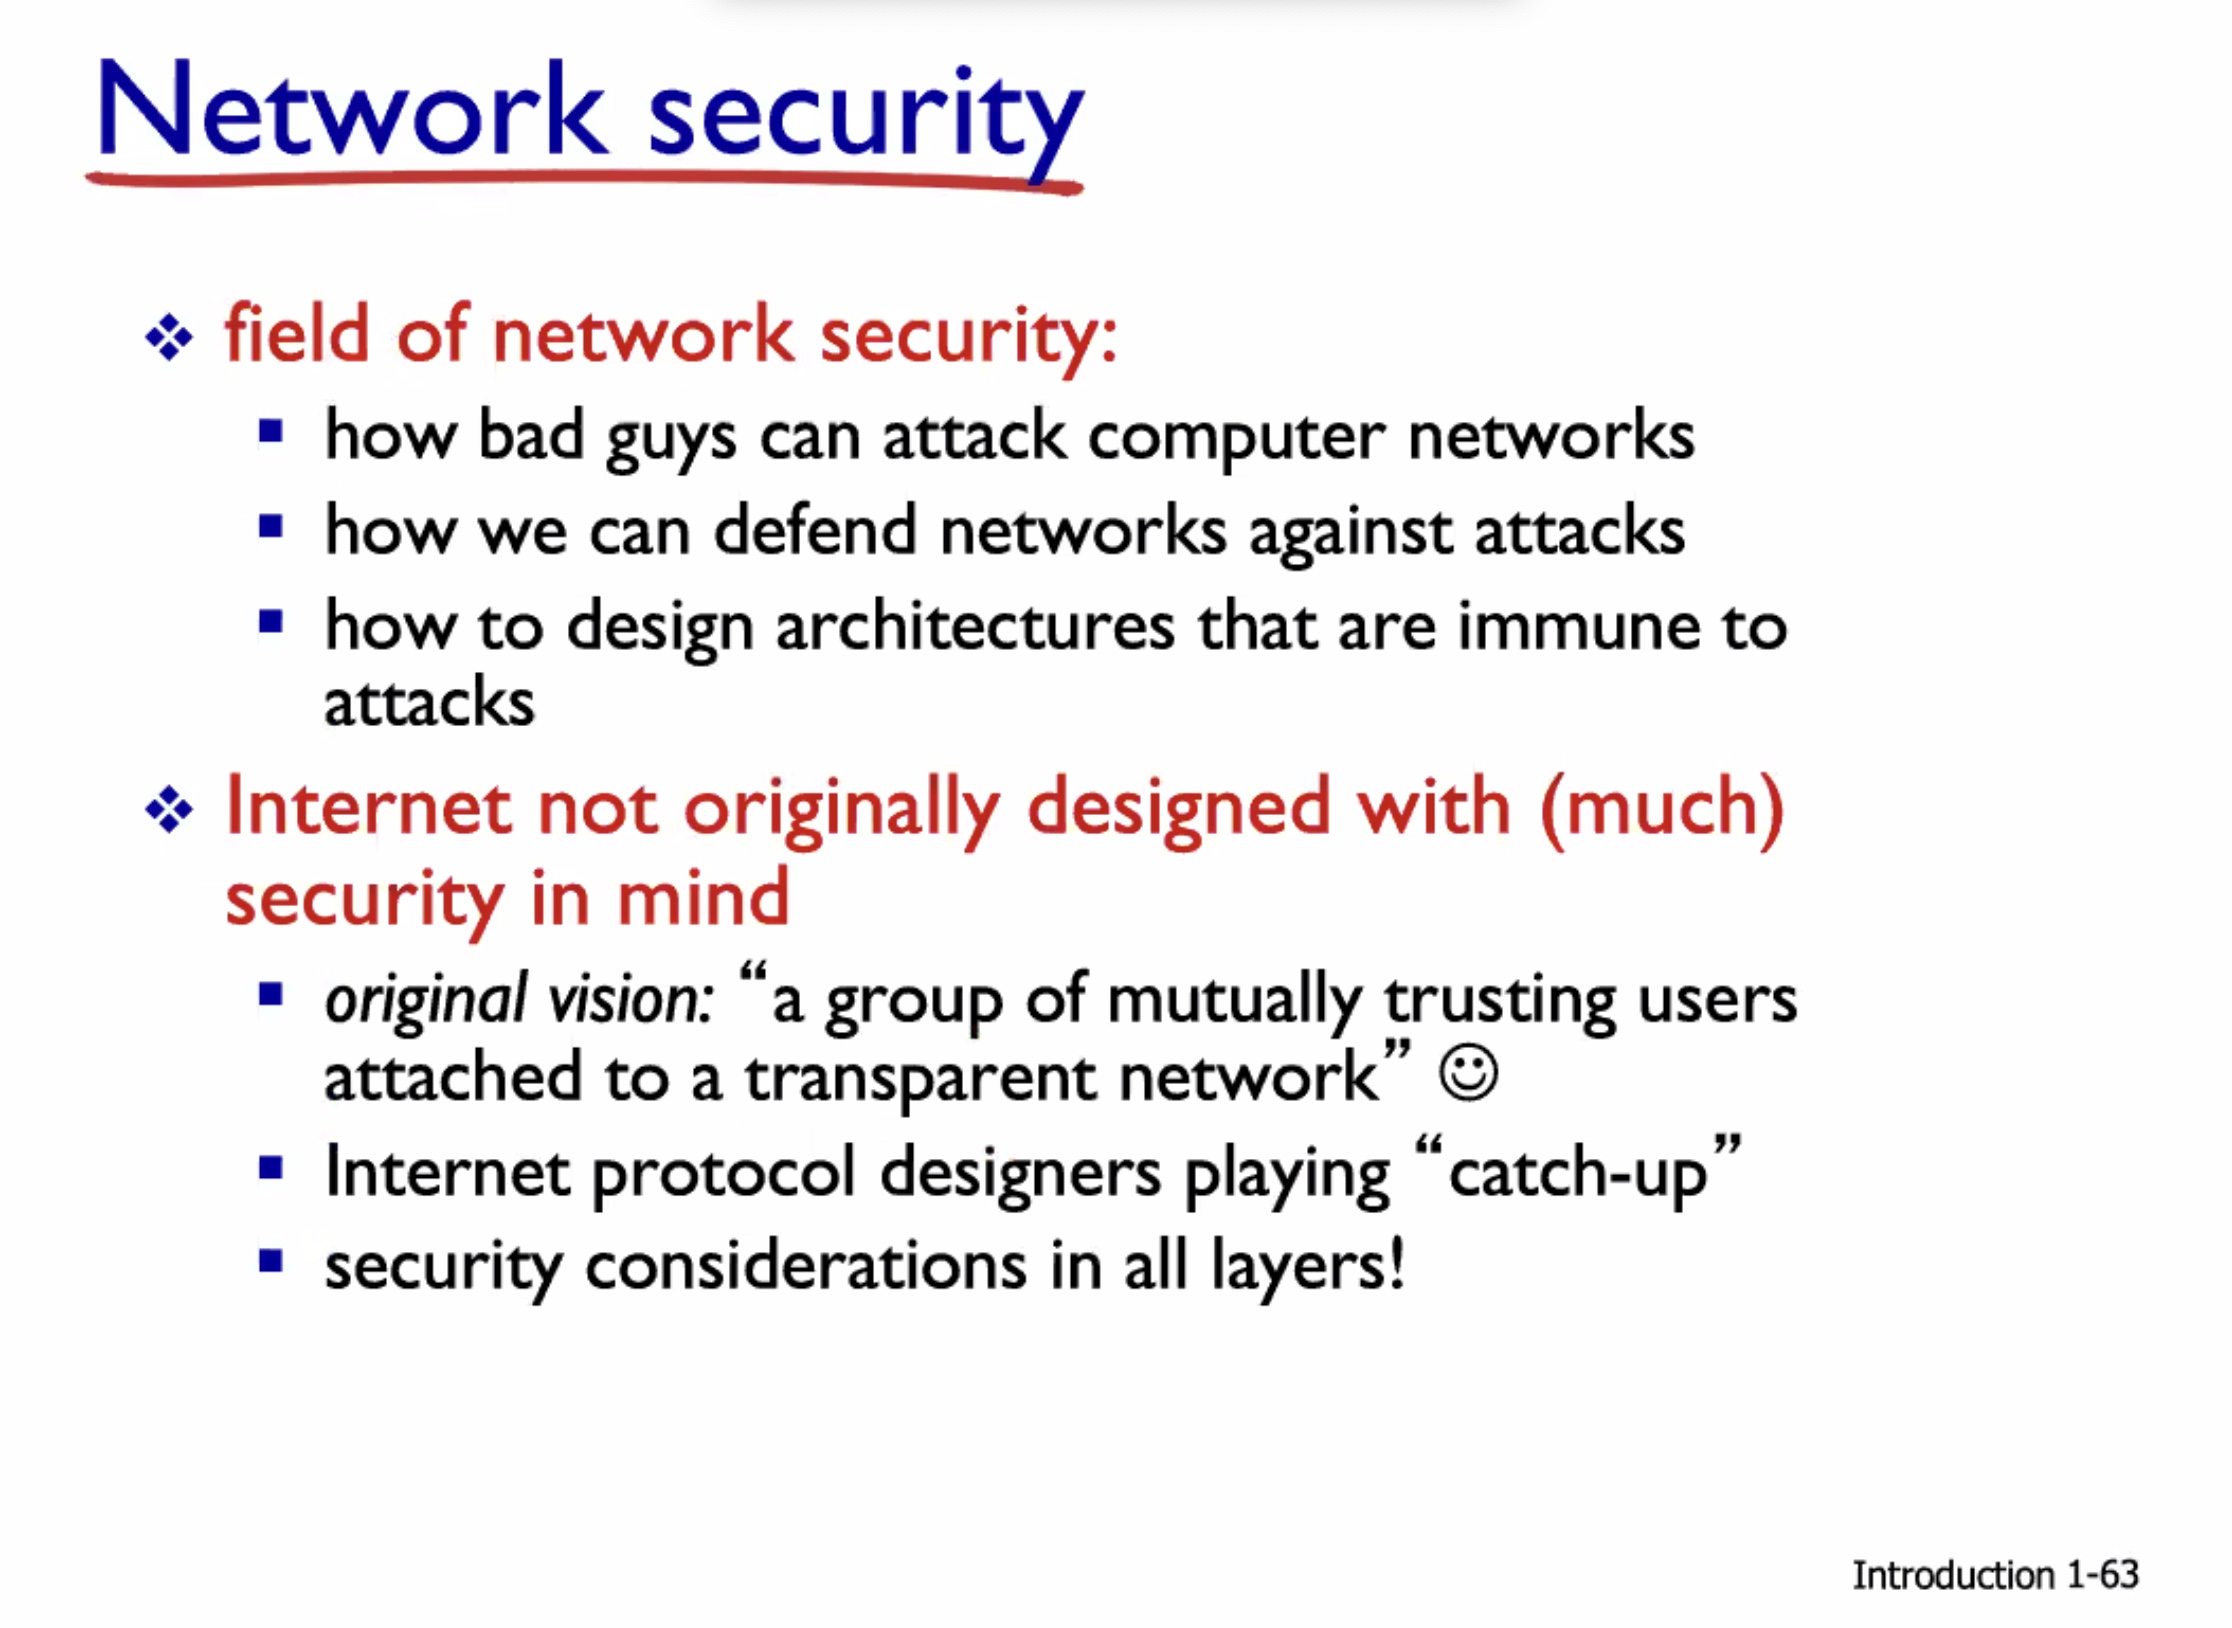 Network security
❖ field of network security:
▪ how bad guys can attack computer networks
▪ how we can defend networks against attacks
▪ how to design architectures that are immune to
attacks
❖ Internet not originally designed with (much)
security in mind
▪ original vision: “a group of mutually trusting users
attached to a transparent network” ☺
▪ Internet protocol designers playing “catch-up”
▪ security considerations in all layers!
Introduction 1-63